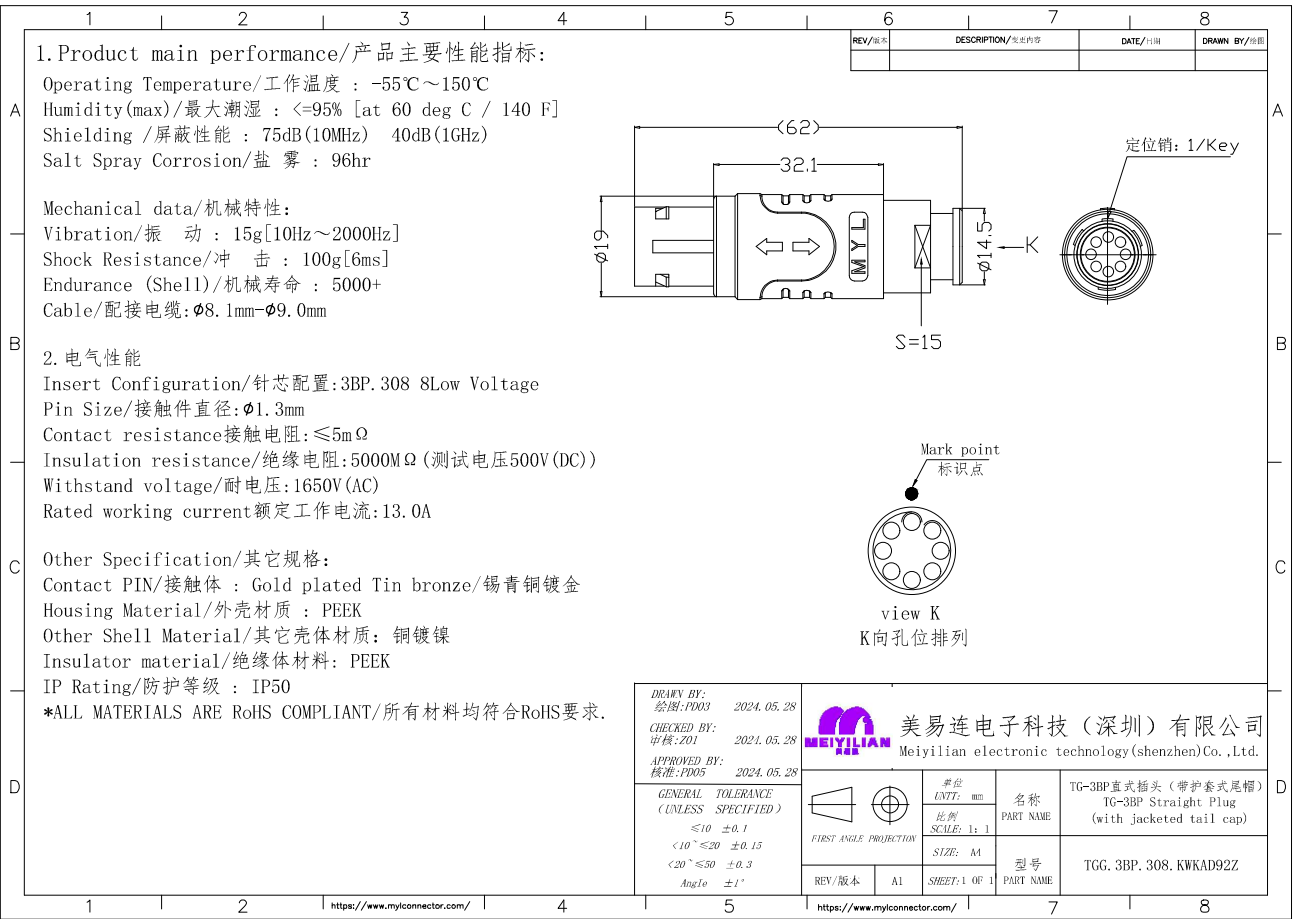 1 2 3 4 5 6 7 8
REV/版本 DESCRIPTION/变更内容 DATE/日期 DRAWN BY/绘图
1.Product main performance/产品主要性能指标:
Operating Temperature/工作温度 : -55℃～150℃
Humidity(max)/最大潮湿 : <=95% [at 60 deg C / 140 F]
Shielding /屏蔽性能 : 75dB(10MHz) 40dB(1GHz)
Salt Spray Corrosion/盐 雾 : 96hr
Mechanical data/机械特性:
Vibration/振 动 : 15g[10Hz～2000Hz]
Shock Resistance/冲 击 : 100g[6ms]
Endurance (Shell)/机械寿命 : 5000+
Cable/配接电缆:Φ8.1mm-Φ9.0mm
2.电气性能
Insert Configuration/针芯配置:3BP.308 8Low Voltage
Pin Size/接触件直径:Φ1.3mm
Contact resistance接触电阻:≤5mΩ
Insulation resistance/绝缘电阻:5000MΩ(测试电压500V(DC))
Withstand voltage/耐电压:1650V(AC)
Rated working current额定工作电流:13.0A
Other Specification/其它规格:
Contact PIN/接触体 : Gold plated Tin bronze/锡青铜镀金
Housing Material/外壳材质 : PEEK
Other Shell Material/其它壳体材质: 铜镀镍
Insulator material/绝缘体材料: PEEK
IP Rating/防护等级 : IP50
*ALL MATERIALS ARE RoHS COMPLIANT/所有材料均符合RoHS要求.
A
B
C
D
A
B
C
D
(62)
32.1
Φ19
Φ14.5
MYL
K
S=15
定位销: 1/Key
Mark point
标识点
view K
K向孔位排列
DRAWN BY:
绘图:PD03 2024.05.28
CHECKED BY:
审核:Z01 2024.05.28
APPROVED BY:
核准:PD05 2024.05.28
GENERAL TOLERANCE
(UNLESS SPECIFIED)
≤10 ±0.1
<10~≤20 ±0.15
<20~≤50 ±0.3
Angle ±1°
MEIYILIAN
美易连
美易连电子科技（深圳）有限公司
Meiyilian electronic technology(shenzhen)Co.,Ltd.
FIRST ANGLE PROJECTION
单位
UNTT: mm
比例
SCALE: 1:1
SIZE: A4
SHEET:1 OF 1
REV/版本 A1
名称
PART NAME
TG-3BP直式插头（带护套式尾帽）
TG-3BP Straight Plug
(with jacketed tail cap)
型号
PART NAME
TGG.3BP.308.KWKAD92Z
1 2 https://www.mylconnector.com/ 4 5 https://www.mylconnector.com/ 7 8